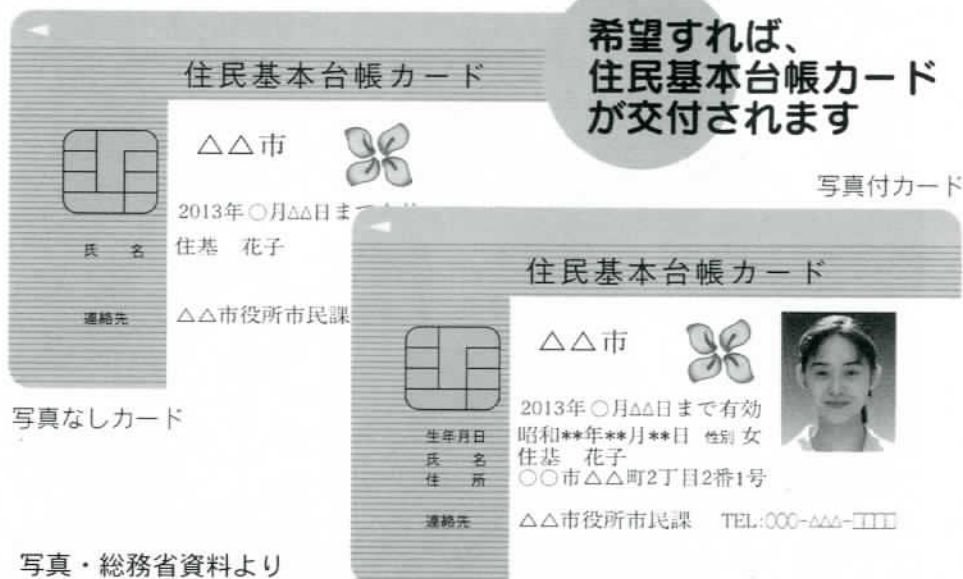 希望すれば、
住民基本台帳カード
が交付されます
住民基本台帳カード
△△市
2013年○月△△日まで
氏 名 住基 花子
連絡先 △△市役所市民課
写真なしカード
写真付カード
住民基本台帳カード
△△市
2013年○月△△日まで有効
生年月日 昭和**年**月**日 性別 女
氏 名 住基 花子
住 所 ○○市△△町2丁目2番1号
連絡先 △△市役所市民課 TEL:○○○-△△△-□□□□
写真・総務省資料より